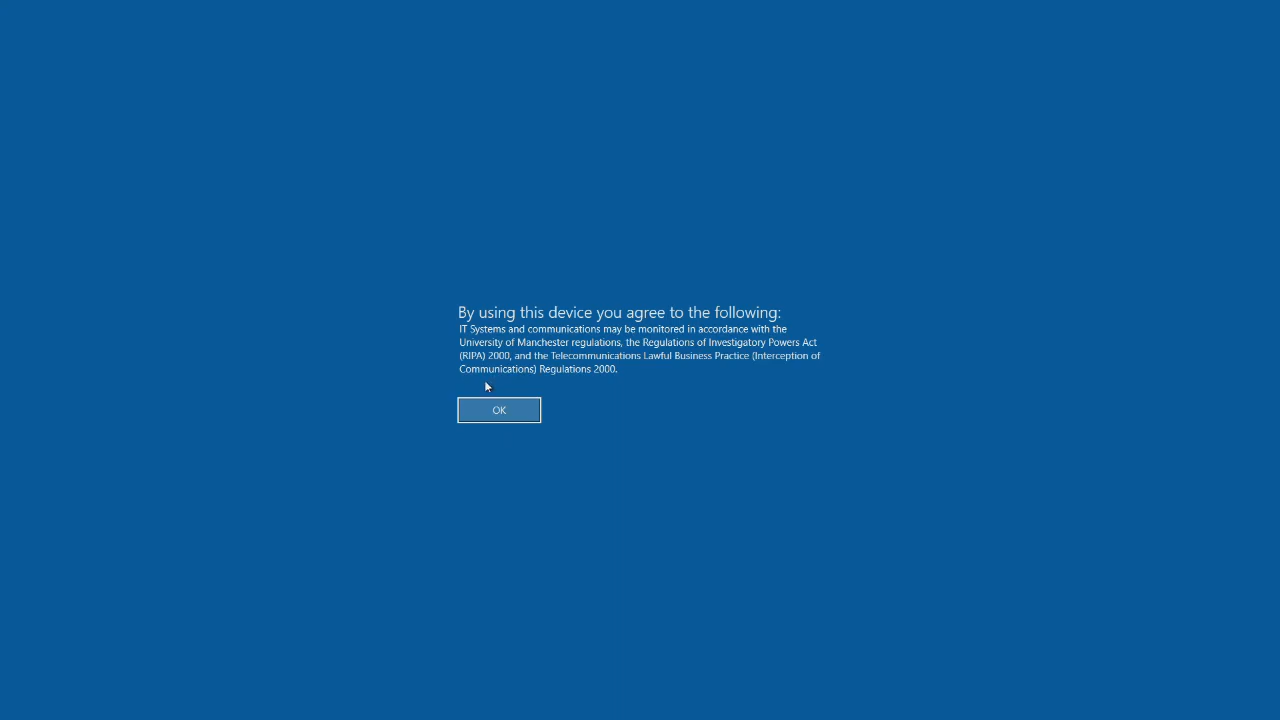 By using this device you agree to the following:
IT Systems and communications may be monitored in accordance with the
University of Manchester regulations, the Regulations of Investigatory Powers Act
(RIPA) 2000, and the Telecommunications Lawful Business Practice (Interception of
Communications) Regulations 2000.
OK